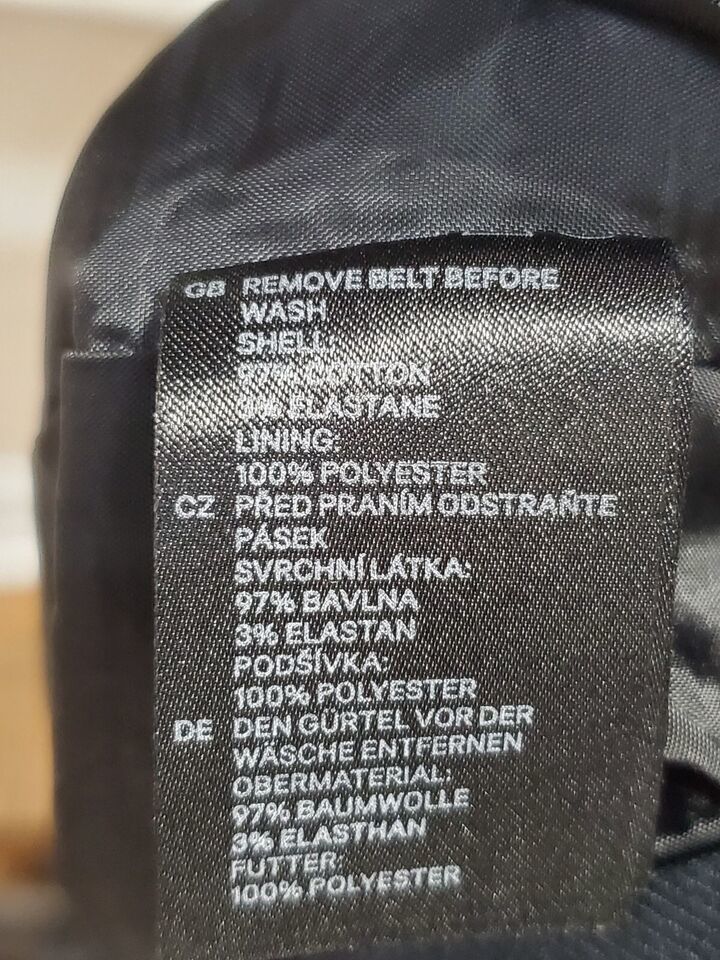 GB REMOVE BELT BEFORE
WASH
SHELL:
97% COTTON
3% ELASTANE
LINING:
100% POLYESTER
CZ PŘED PRANÍM ODSTRAŇTE
PÁSEK
SVRCHNÍ LÁTKA:
97% BAVLNA
3% ELASTAN
PODŠÍVKA:
100% POLYESTER
DE DEN GÜRTEL VOR DER
WÄSCHE ENTFERNEN
OBERMATERIAL:
97% BAUMWOLLE
3% ELASTHAN
FUTTER:
100% POLYESTER